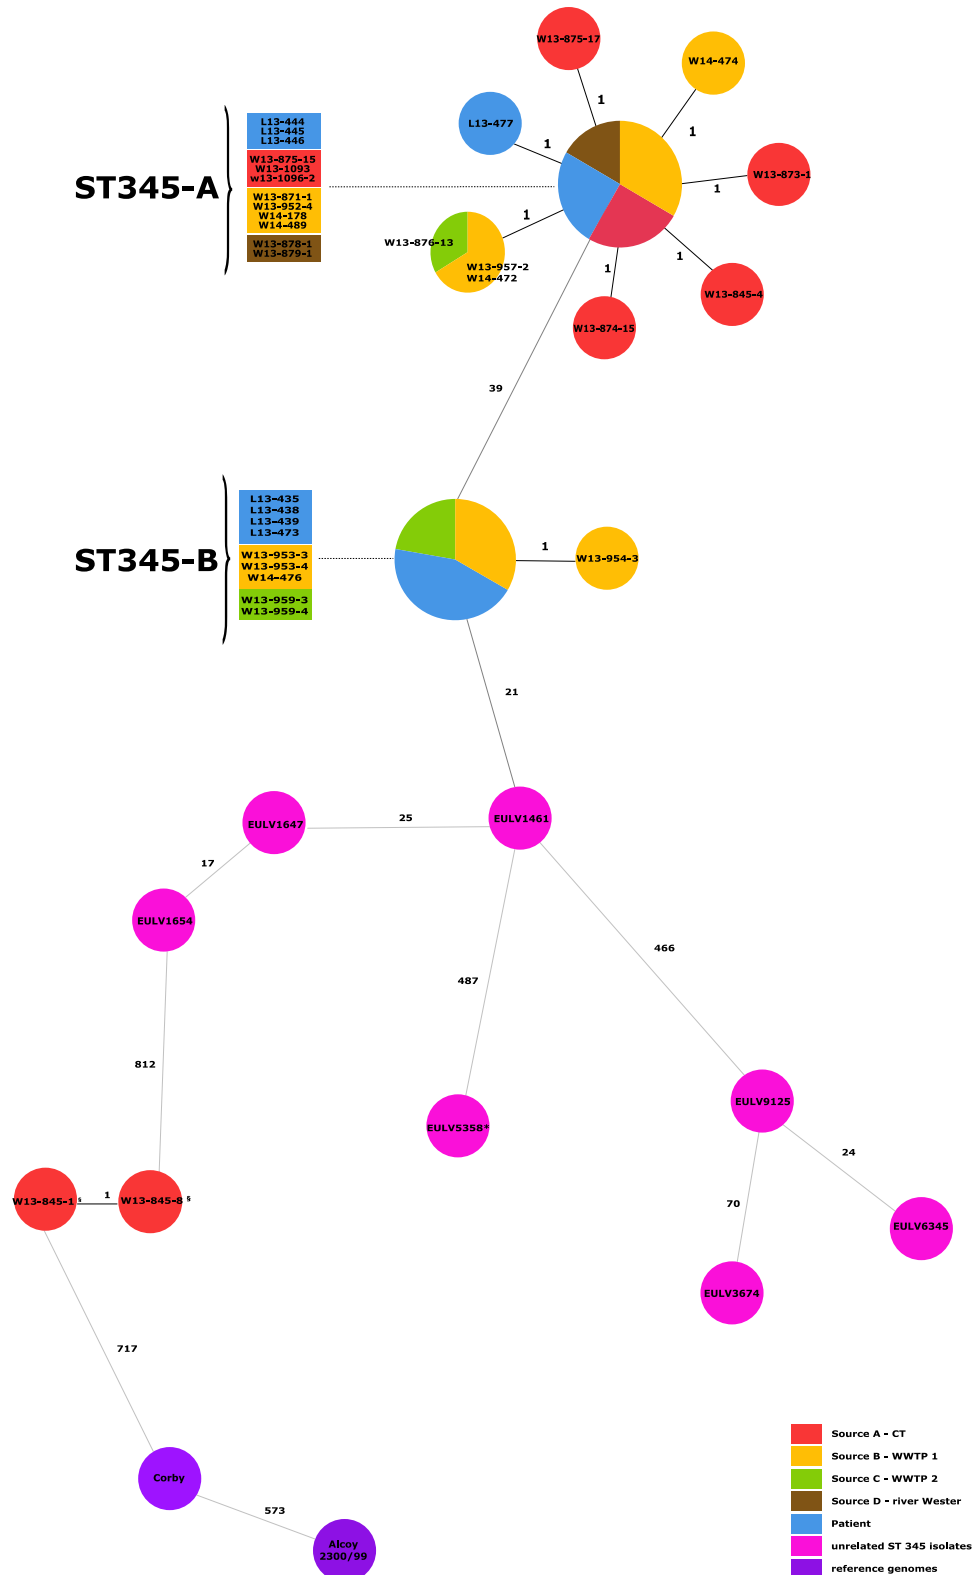 W13-875-17
W14-474
1
1
L13-477
1
W13-873-1
1
ST345-A
L13-444
L13-445
L13-446
W13-875-15
W13-1093
w13-1096-2
W13-871-1
W13-952-4
W14-178
W14-489
W13-878-1
W13-879-1
1
W13-876-13
W13-957-2
W14-472
1
1
W13-845-4
W13-874-15
39
ST345-B
L13-435
L13-438
L13-439
L13-473
W13-953-3
W13-953-4
W14-476
W13-959-3
W13-959-4
1
W13-954-3
21
EULV1647
25
EULV1461
17
EULV1654
466
487
812
EULV9125
EULV5358*
24
W13-845-1 §
1
W13-845-8 §
70
EULV6345
EULV3674
717
Corby
573
Alcoy
2300/99
Source A - CT
Source B - WWTP 1
Source C - WWTP 2
Source D - river Wester
Patient
unrelated ST 345 isolates
reference genomes